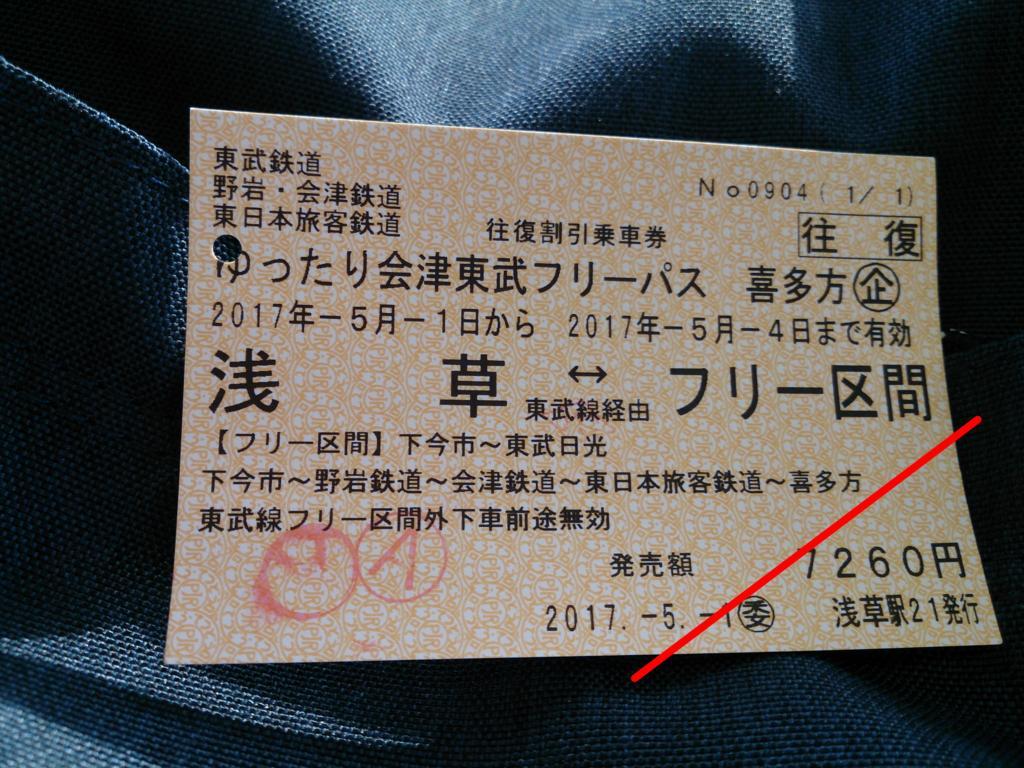 東武鉄道
野岩・会津鉄道
東日本旅客鉄道
No0904 ( 1/ 1)
往復割引乗車券
往 復
ゆったり会津東武フリーパス 喜多方㊭
2017年-5月-1日から 2017年-5月-4日まで有効
浅 草 ↔ フリー区間
東武線経由
【フリー区間】下今市~東武日光
下今市~野岩鉄道~会津鉄道~東日本旅客鉄道~喜多方
東武線フリー区間外下車前途無効
発売額 7260円
2017.-5.-1 ㊜委 浅草駅21発行